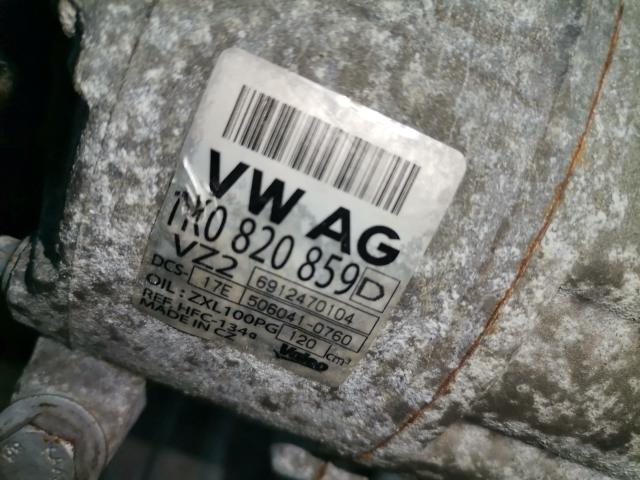 VW AG
1K0 820 859 D
VZ2 6912470104
DCS-17E 506041-0760
OIL: ZXL100PG 120 cm³
REF: HFC-134a
MADE IN CZ Valeo